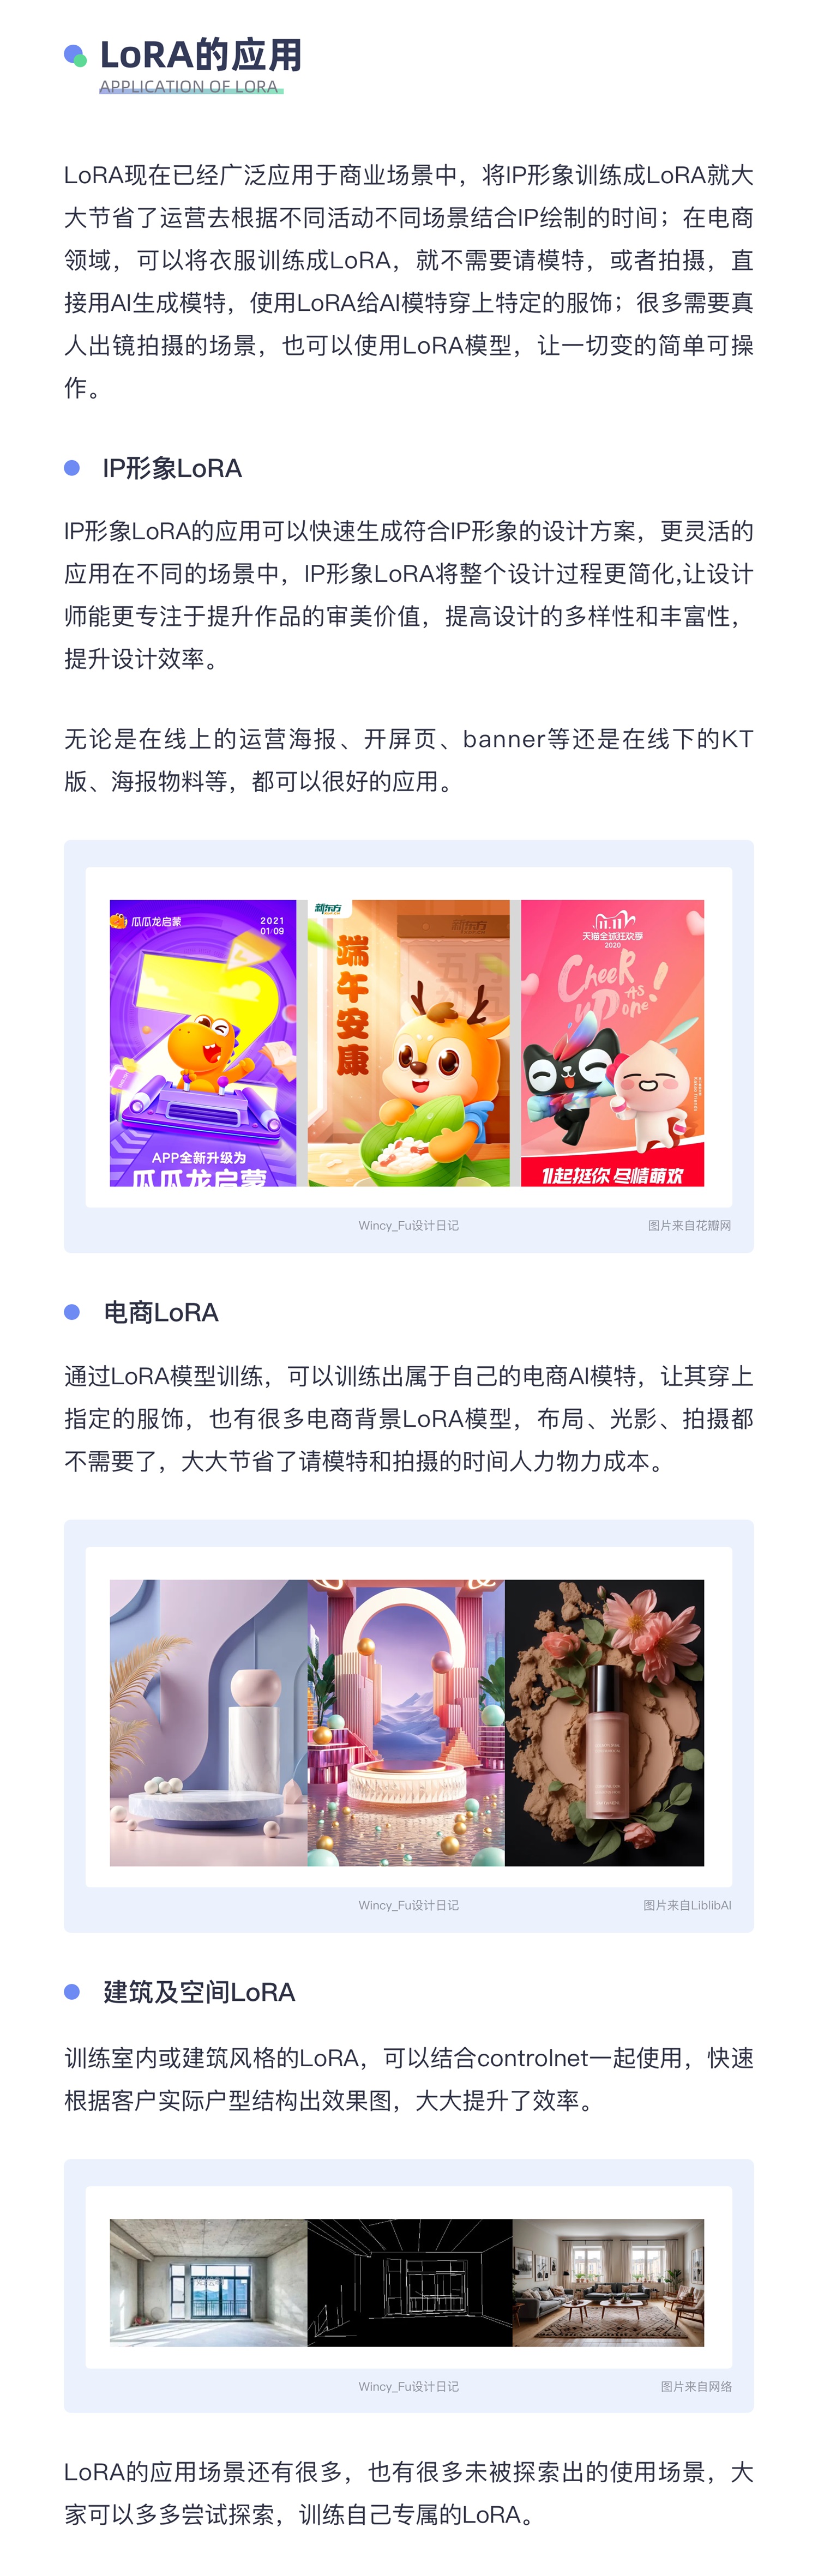 LoRA的应用
APPLICATION OF LORA
LoRA现在已经广泛应用于商业场景中，将IP形象训练成LoRA就大
大节省了运营去根据不同活动不同场景结合IP绘制的时间；在电商
领域，可以将衣服训练成LoRA，就不需要请模特，或者拍摄，直
接用AI生成模特，使用LoRA给AI模特穿上特定的服饰；很多需要真
人出镜拍摄的场景，也可以使用LoRA模型，让一切变的简单可操
作。
IP形象LoRA
IP形象LoRA的应用可以快速生成符合IP形象的设计方案，更灵活的
应用在不同的场景中，IP形象LoRA将整个设计过程更简化,让设计
师能更专注于提升作品的审美价值，提高设计的多样性和丰富性，
提升设计效率。
无论是在线上的运营海报、开屏页、banner等还是在线下的KT
版、海报物料等，都可以很好的应用。
瓜瓜龙启蒙
2021
01·09
APP全新升级为
瓜瓜龙启蒙
新东方
新东方
端午安康
11.11
天猫全球狂欢季
2020
CheeR
uP As
one!
1起挺你 尽情萌欢
Wincy_Fu设计日记
图片来自花瓣网
电商LoRA
通过LoRA模型训练，可以训练出属于自己的电商AI模特，让其穿上
指定的服饰，也有很多电商背景LoRA模型，布局、光影、拍摄都
不需要了，大大节省了请模特和拍摄的时间人力物力成本。
Wincy_Fu设计日记
图片来自LiblibAI
建筑及空间LoRA
训练室内或建筑风格的LoRA，可以结合controlnet一起使用，快速
根据客户实际户型结构出效果图，大大提升了效率。
Wincy_Fu设计日记
图片来自网络
LoRA的应用场景还有很多，也有很多未被探索出的使用场景，大
家可以多多尝试探索，训练自己专属的LoRA。